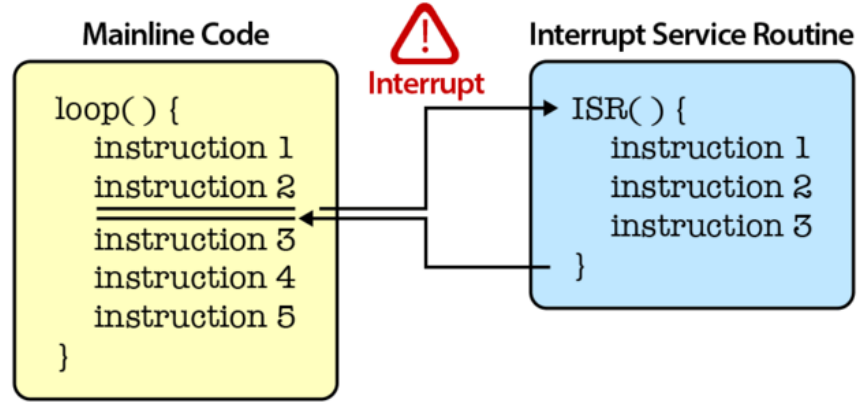 Mainline Code
loop( ) {
instruction 1
instruction 2
instruction 3
instruction 4
instruction 5
}
Interrupt
Interrupt Service Routine
ISR( ) {
instruction 1
instruction 2
instruction 3
}